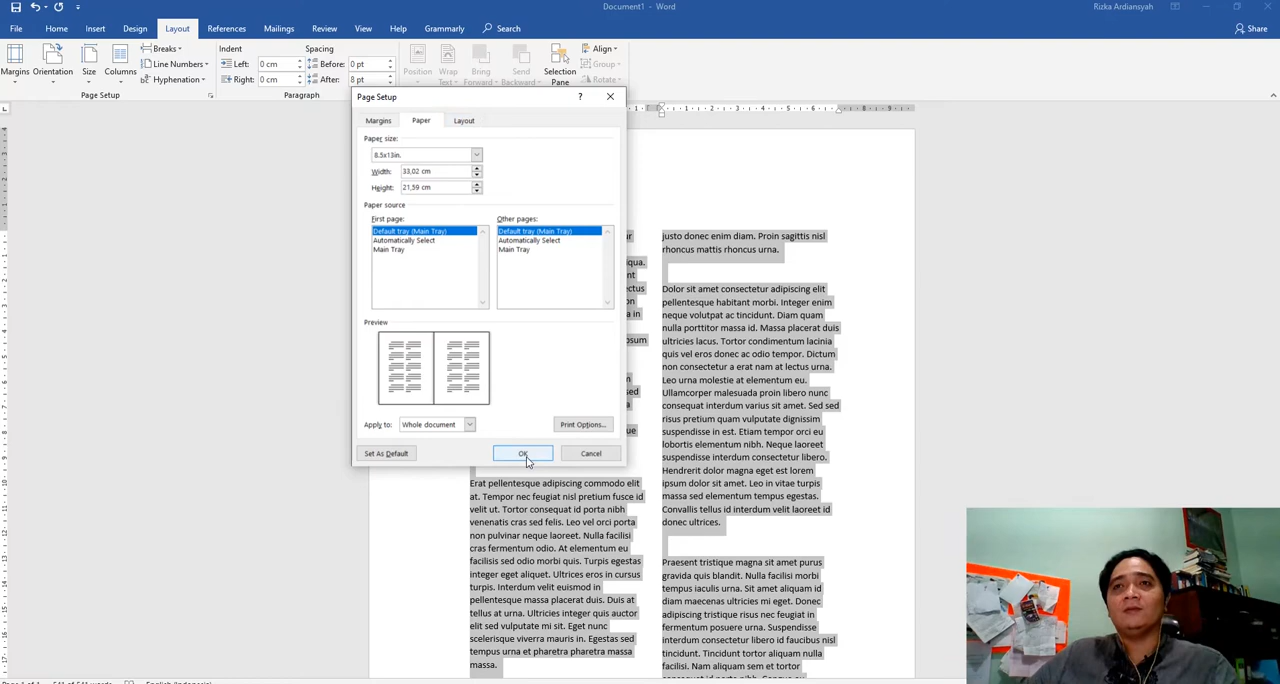 Document1 - Word
Rizka Ardiansyah
File Home Insert Design Layout References Mailings Review View Help Grammarly Search Share
Margins Orientation Size Columns
Breaks
Line Numbers
Hyphenation
Page Setup
Indent Spacing
Left: 0 cm Before: 0 pt
Right: 0 cm After: 8 pt
Paragraph
Position Wrap Text Bring Forward Send Backward Selection Pane
Align
Group
Rotate
Page Setup
Margins Paper Layout
Paper size:
8.5x13in.
Width: 33,02 cm
Height: 21,59 cm
Paper source
First page: Other pages:
Default tray (Main Tray) Default tray (Main Tray)
Automatically Select Automatically Select
Main Tray Main Tray
Preview
Apply to: Whole document Print Options...
Set As Default OK Cancel
Erat pellentesque adipiscing commodo elit
at. Tempor nec feugiat nisl pretium fusce id
velit ut. Tortor consequat id porta nibh
venenatis cras sed felis. Leo vel orci porta
non pulvinar neque laoreet. Nulla facilisi
cras fermentum odio. At elementum eu
facilisis sed odio morbi quis. Turpis egestas
integer eget aliquet. Ultrices eros in cursus
turpis. Interdum velit euismod in
pellentesque massa placerat duis. Duis at
tellus at urna. Ultricies integer quis auctor
elit sed vulputate mi sit. Eget nunc
scelerisque viverra mauris in. Egestas sed
tempus urna et pharetra pharetra massa
massa.
justo donec enim diam. Proin sagittis nisl
rhoncus mattis rhoncus urna.
Dolor sit amet consectetur adipiscing elit
pellentesque habitant morbi. Integer enim
neque volutpat ac tincidunt. Diam quam
nulla porttitor massa id. Massa placerat duis
ultricies lacus. Tortor condimentum lacinia
quis vel eros donec ac odio tempor. Dictum
non consectetur a erat nam at lectus urna.
Leo urna molestie at elementum eu.
Ullamcorper malesuada proin libero nunc
consequat interdum varius sit amet. Sed sed
risus pretium quam vulputate dignissim
suspendisse in est. Etiam tempor orci eu
lobortis elementum nibh. Neque laoreet
suspendisse interdum consectetur libero.
Hendrerit dolor magna eget est lorem
ipsum dolor sit amet. Leo in vitae turpis
massa sed elementum tempus egestas.
Convallis tellus id interdum velit laoreet id
donec ultrices.
Praesent tristique magna sit amet purus
gravida quis blandit. Nulla facilisi morbi
tempus iaculis urna. Sit amet aliquam id
diam maecenas ultricies mi eget. Donec
adipiscing tristique risus nec feugiat in
fermentum posuere urna. Suspendisse
interdum consectetur libero id faucibus nisl
tincidunt. Tincidunt tortor aliquam nulla
facilisi. Nam aliquam sem et tortor